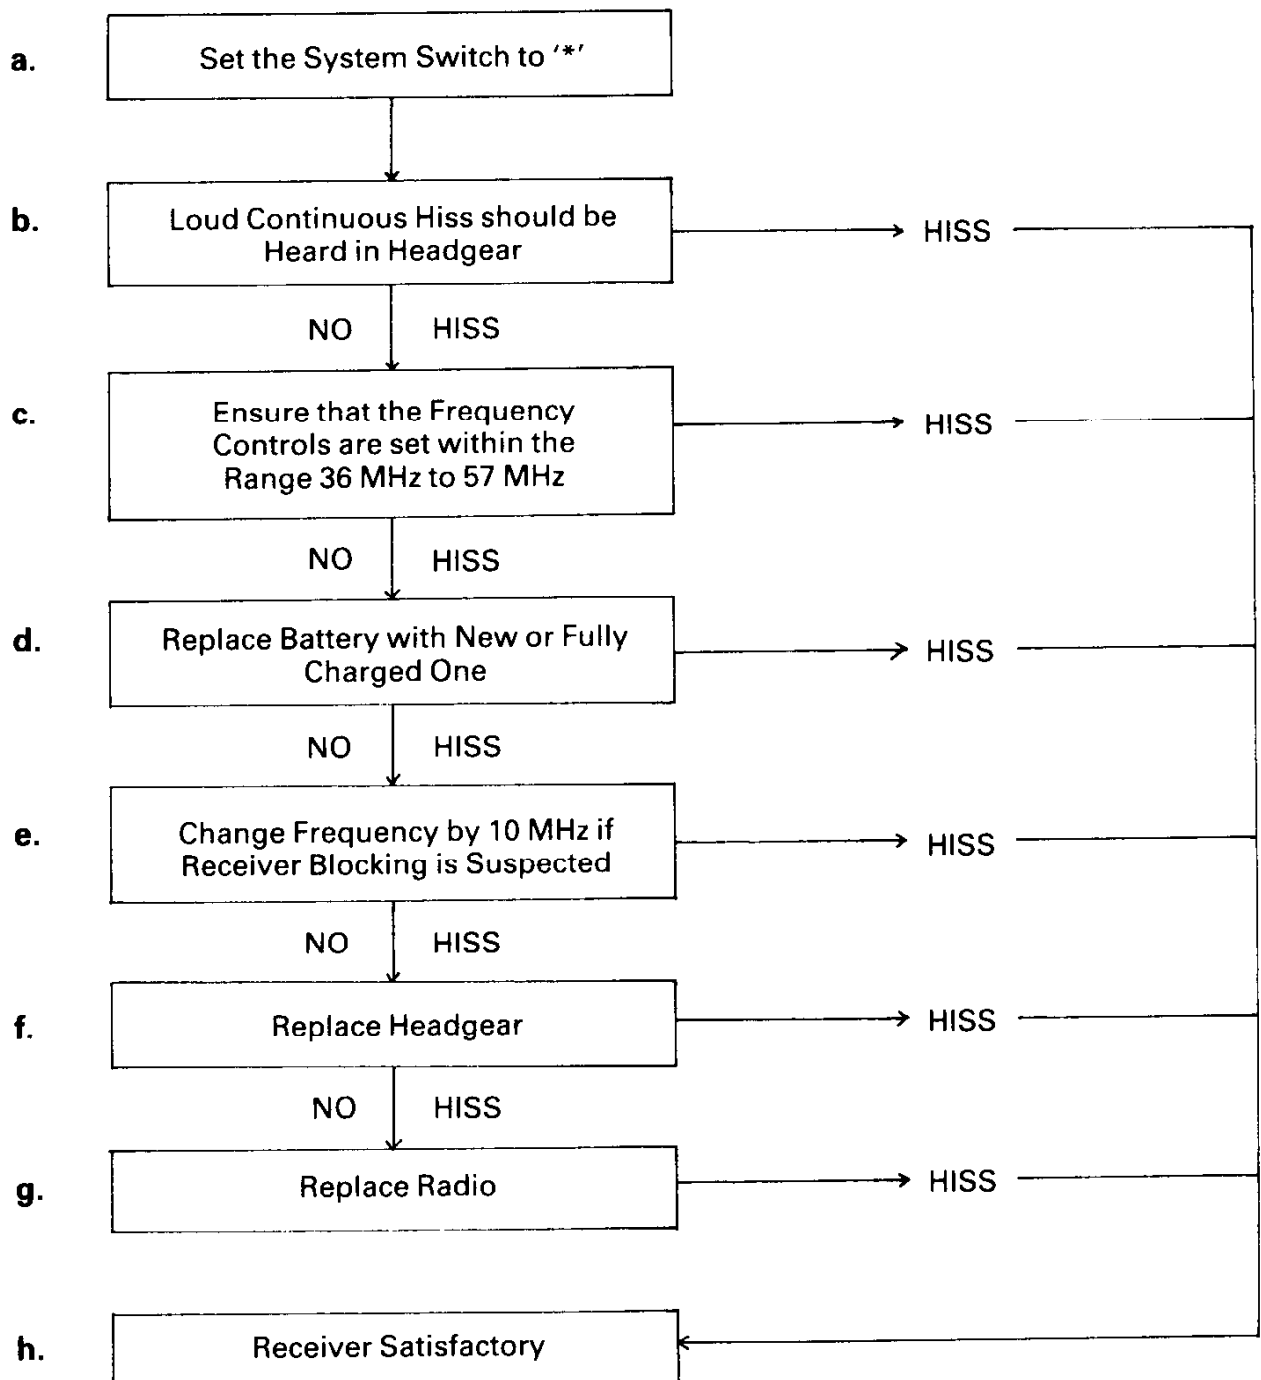 a.
Set the System Switch to '*'
b.
Loud Continuous Hiss should be
Heard in Headgear
HISS
NO HISS
c.
Ensure that the Frequency
Controls are set within the
Range 36 MHz to 57 MHz
HISS
NO HISS
d.
Replace Battery with New or Fully
Charged One
HISS
NO HISS
e.
Change Frequency by 10 MHz if
Receiver Blocking is Suspected
HISS
NO HISS
f.
Replace Headgear
HISS
NO HISS
g.
Replace Radio
HISS
h.
Receiver Satisfactory